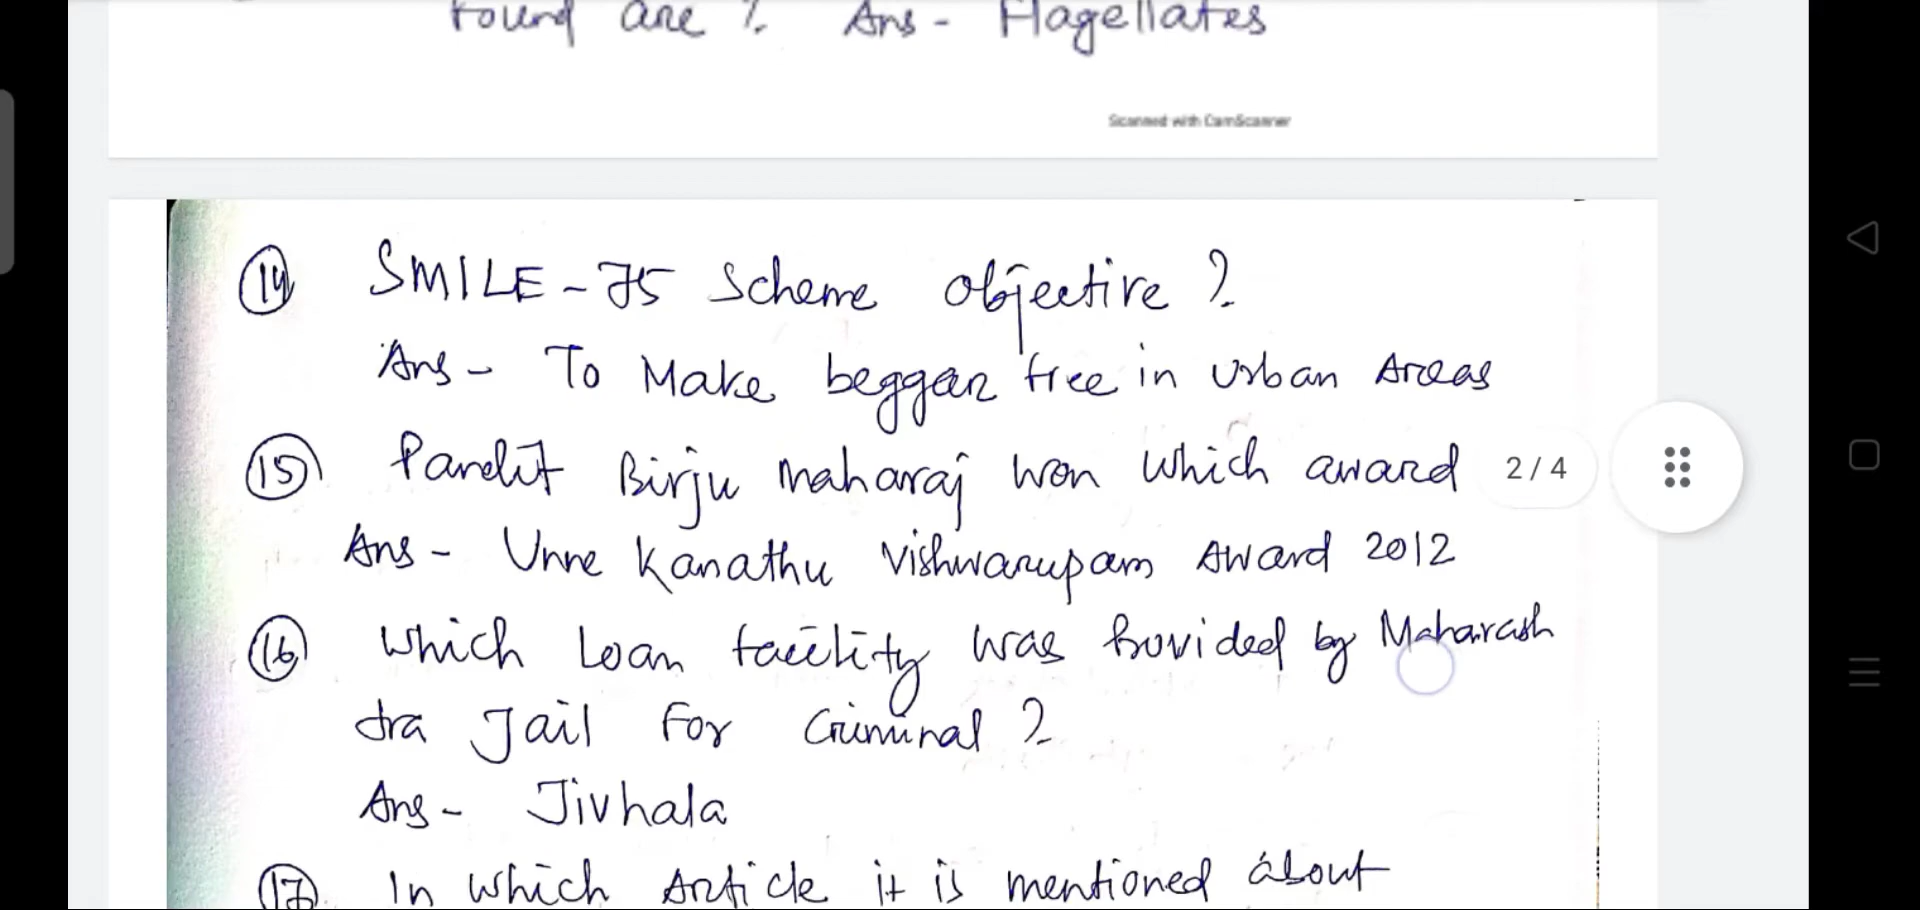 found are ? Ans - Flagellates
Scanned with CamScanner
14 SMILE-75 Scheme objective ?
Ans - To Make beggar free in Urban Areas
15 Pandit Birju Maharaj won which award
2 / 4
Ans - Unne Kanathu Vishwarupam Award 2012
16 Which Loan facility was Provided by Maharash
tra Jail For Criminal ?
Ans - Jivhala
17 In which Article it is mentioned about